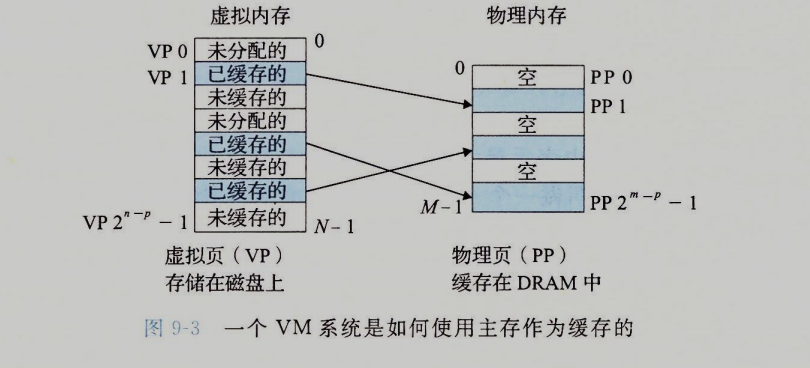 虚拟内存
物理内存
0
VP 0 未分配的
VP 1 已缓存的
未缓存的
未分配的
已缓存的
未缓存的
已缓存的
VP 2ⁿ⁻ᵖ − 1 未缓存的
N−1
0
空 PP 0
PP 1
空
空
M−1
PP 2ᵐ⁻ᵖ − 1
虚拟页（VP）
存储在磁盘上
物理页（PP）
缓存在 DRAM 中
图 9-3 一个 VM 系统是如何使用主存作为缓存的